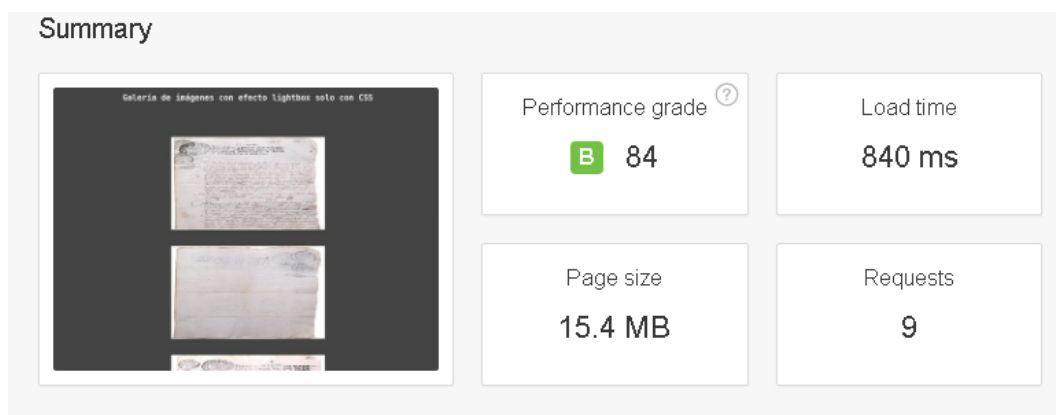 Summary
Galería de imágenes con efecto lightbox solo con CSS
Performance grade ?
B 84
Load time
840 ms
Page size
15.4 MB
Requests
9